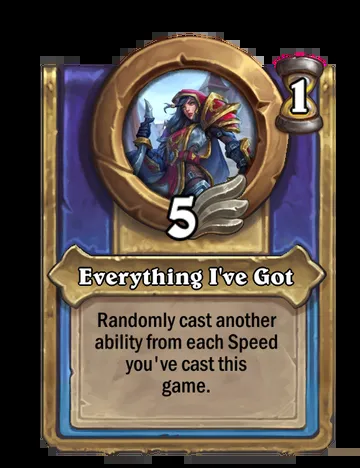 1
5
Everything I've Got
Randomly cast another
ability from each Speed
you've cast this
game.